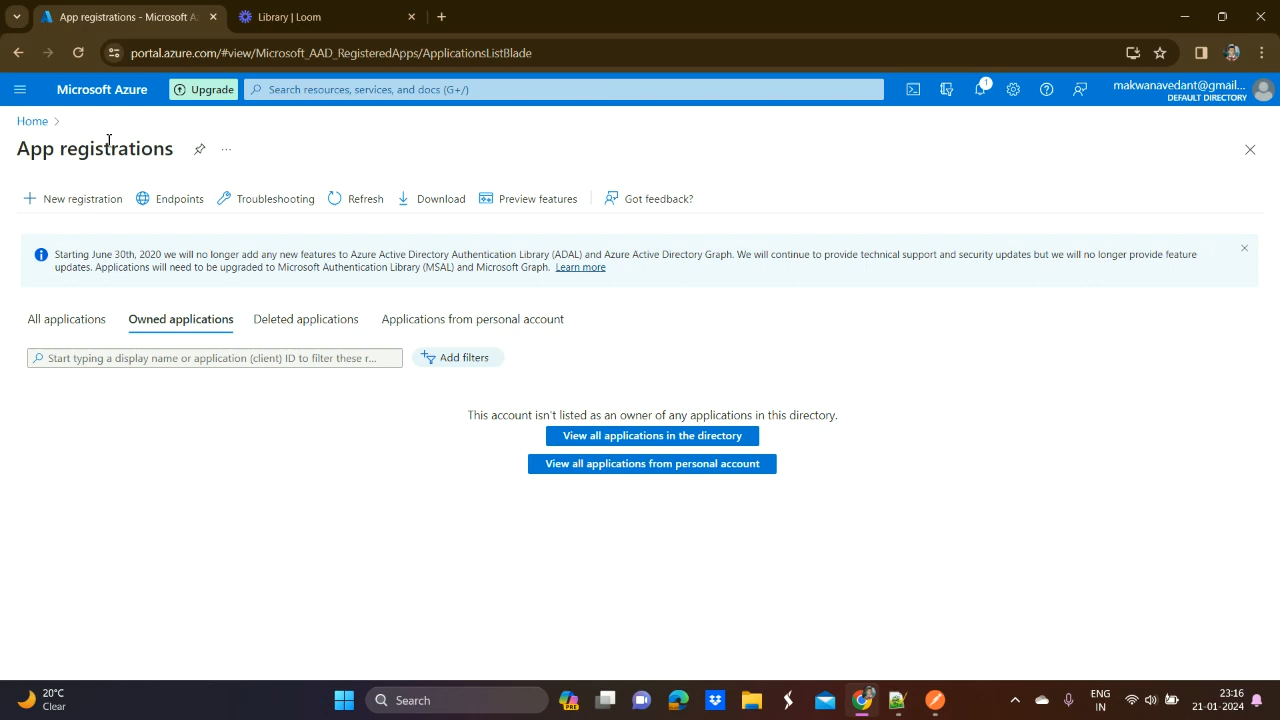 App registrations - Microsoft Az
Library | Loom
portal.azure.com/#view/Microsoft_AAD_RegisteredApps/ApplicationsListBlade
Microsoft Azure
Upgrade
Search resources, services, and docs (G+/)
1
makwanavedant@gmail...
DEFAULT DIRECTORY
Home
App registrations
New registration
Endpoints
Troubleshooting
Refresh
Download
Preview features
Got feedback?
Starting June 30th, 2020 we will no longer add any new features to Azure Active Directory Authentication Library (ADAL) and Azure Active Directory Graph. We will continue to provide technical support and security updates but we will no longer provide feature
updates. Applications will need to be upgraded to Microsoft Authentication Library (MSAL) and Microsoft Graph. Learn more
All applications
Owned applications
Deleted applications
Applications from personal account
Start typing a display name or application (client) ID to filter these r...
Add filters
This account isn't listed as an owner of any applications in this directory.
View all applications in the directory
View all applications from personal account
20°C
Clear
Search
PRE
ENG
IN
23:16
21-01-2024